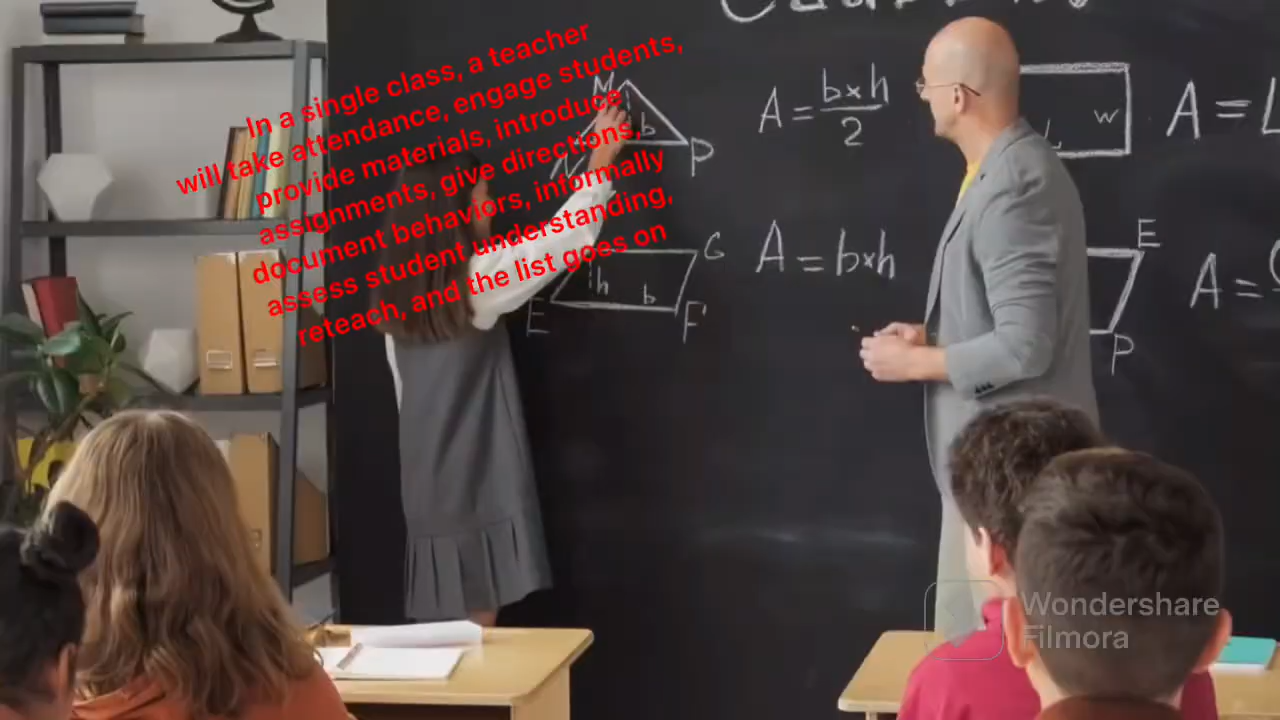 In a single class, a teacher
will take attendance, engage students,
provide materials, introduce
assignments, give directions,
document behaviors, informally
assess student understanding,
reteach, and the list goes on
M
b
N
P
A = b×h
2
L
w
A = L
G
h
b
E
F
A = b×h
E
P
A =
Wondershare
Filmora